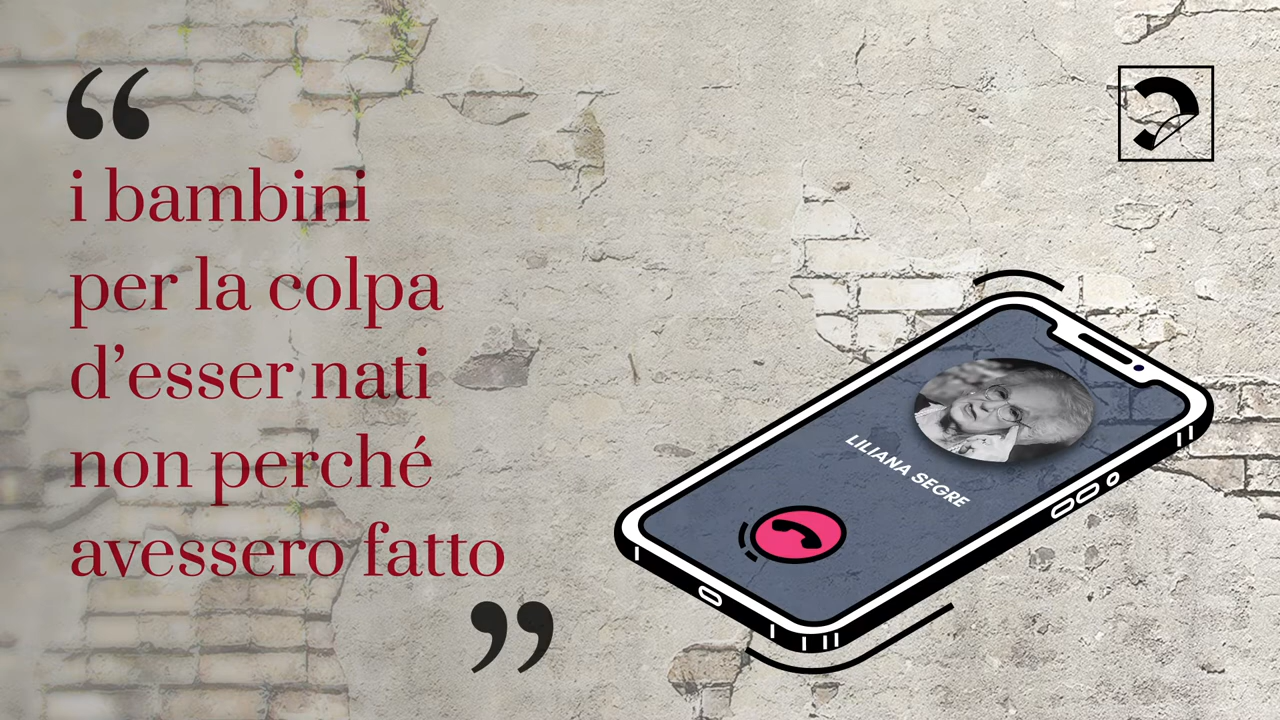 “
i bambini
per la colpa
d’esser nati
non perché
avessero fatto
”
LILIANA SEGRE